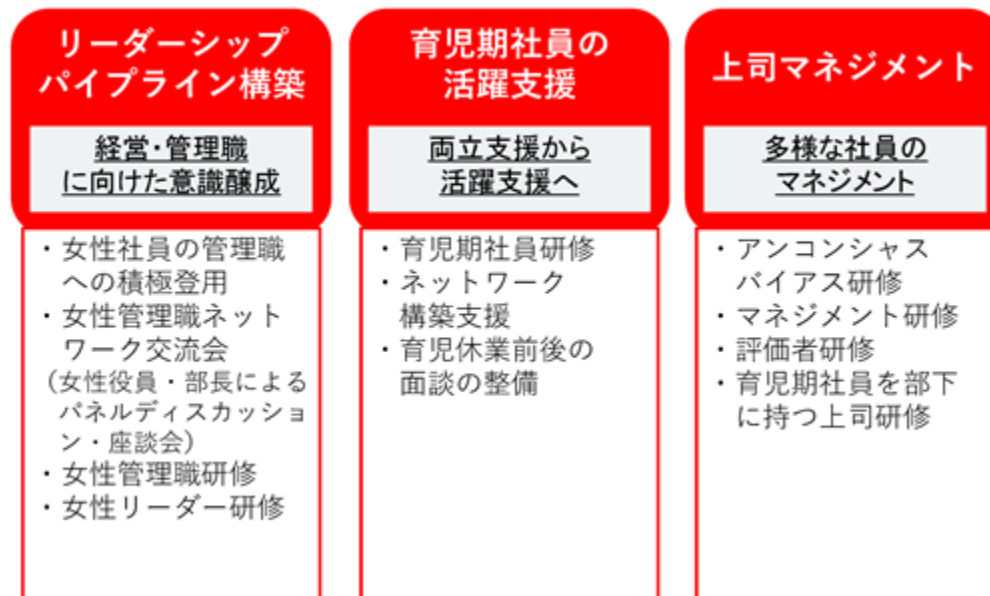 リーダーシップ
パイプライン構築
経営・管理職
に向けた意識醸成
・女性社員の管理職
への積極登用
・女性管理職ネット
ワーク交流会
（女性役員・部長による
パネルディスカッショ
ン・座談会）
・女性管理職研修
・女性リーダー研修
育児期社員の
活躍支援
両立支援から
活躍支援へ
・育児期社員研修
・ネットワーク
構築支援
・育児休業前後の
面談の整備
上司マネジメント
多様な社員の
マネジメント
・アンコンシャス
バイアス研修
・マネジメント研修
・評価者研修
・育児期社員を部下
に持つ上司研修